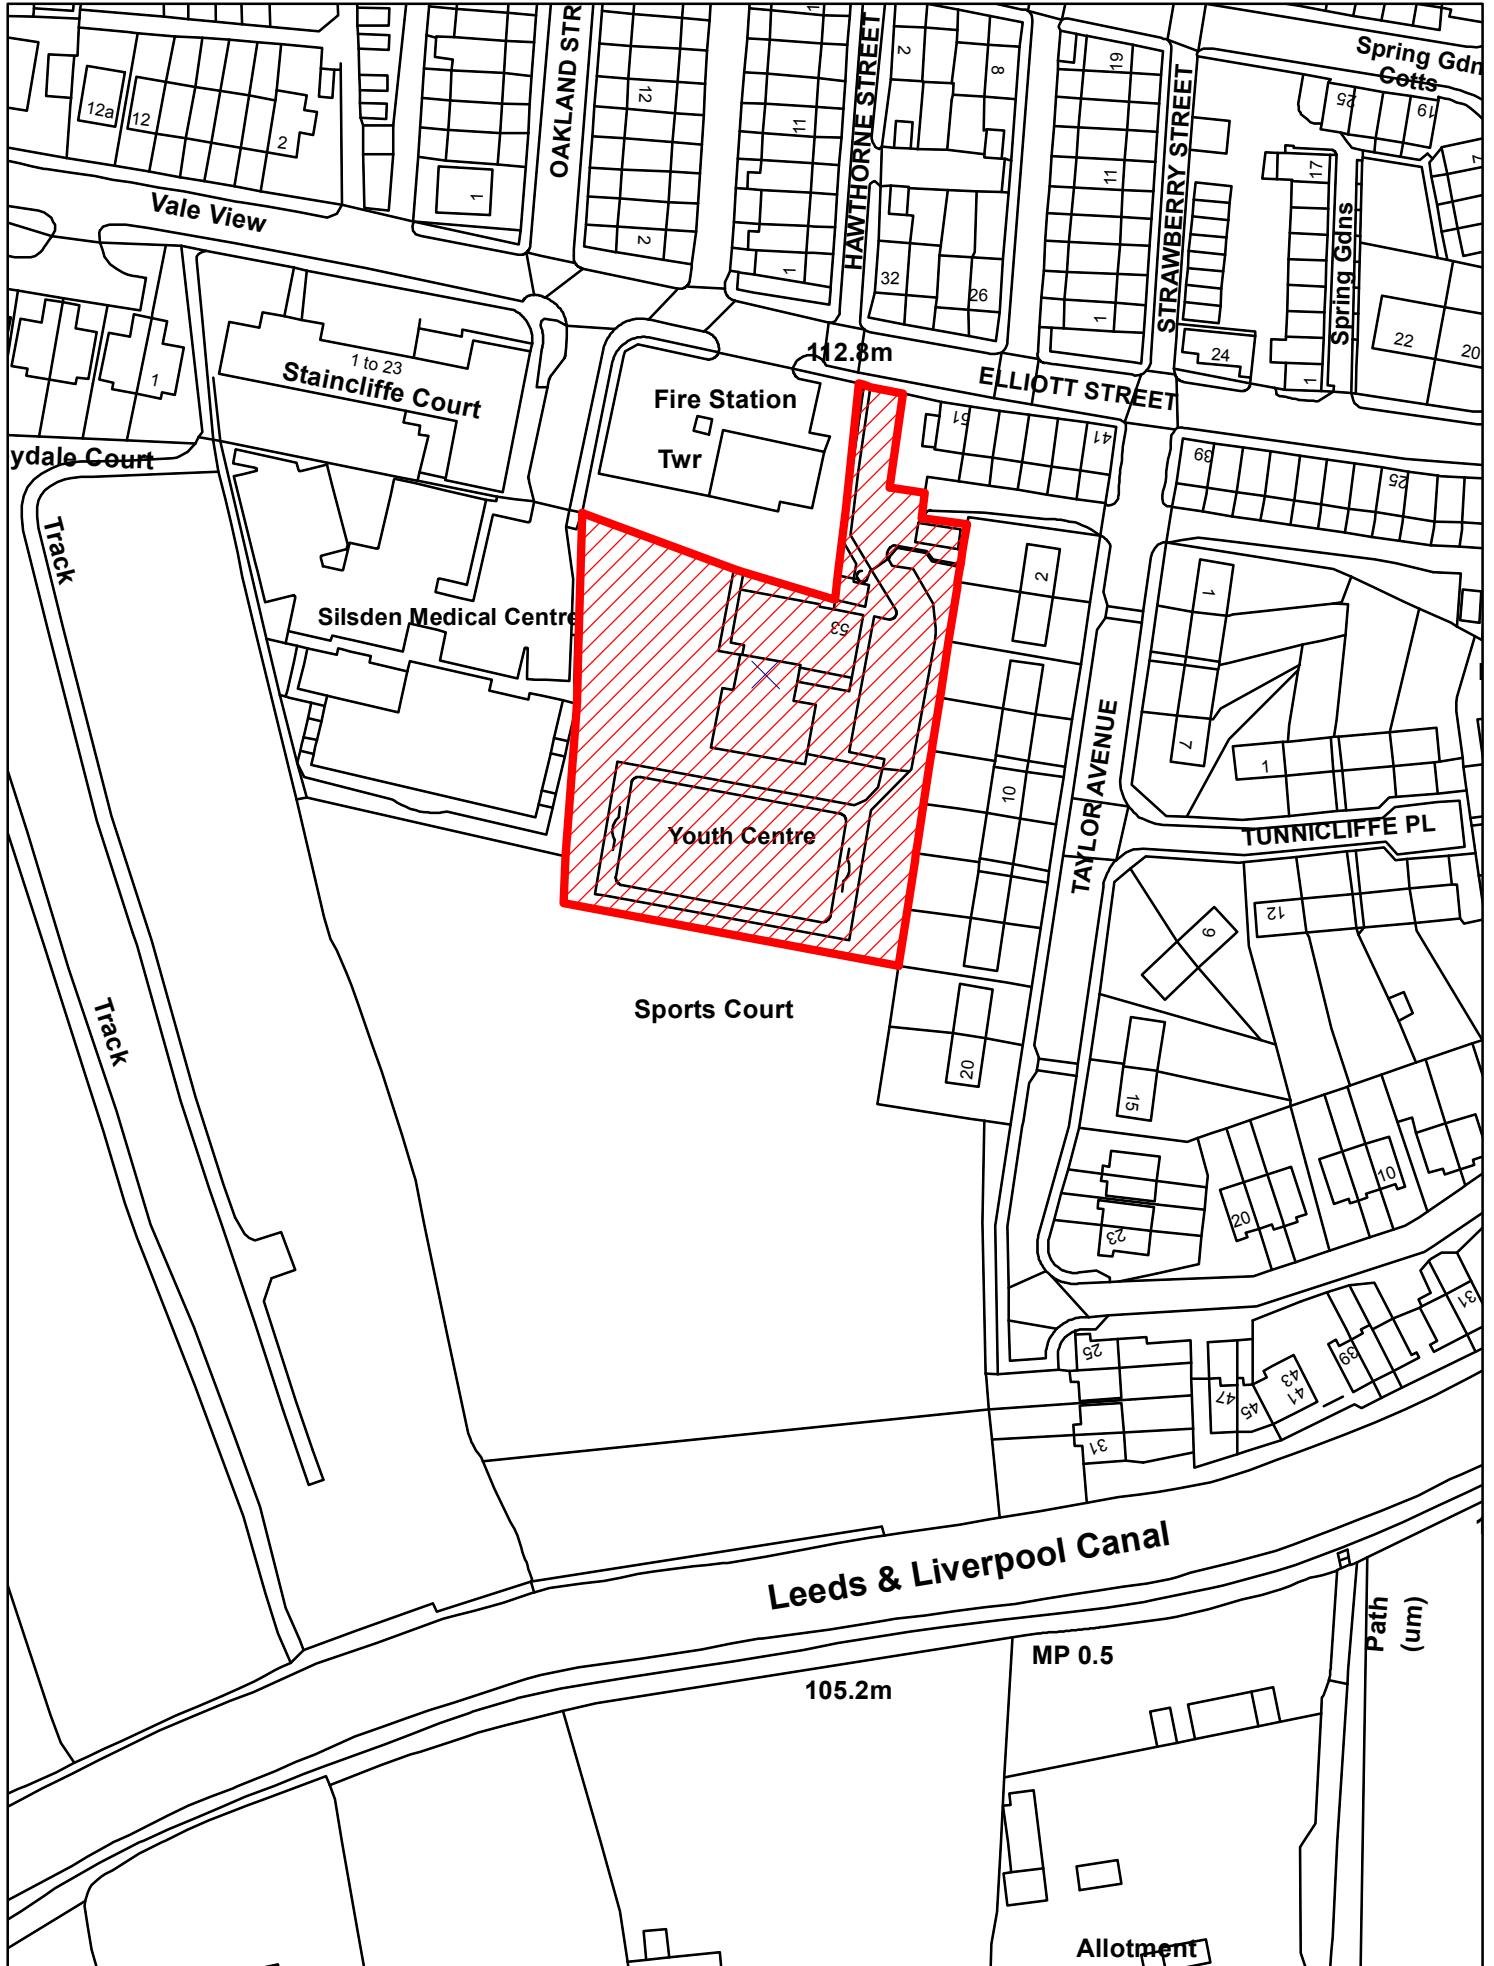 Spring Gdn
Cotts
OAKLAND STR
HAWTHORNE STREET
STRAWBERRY STREET
Spring Gdns
12a
12
2
1
12
2
11
1
2
8
32
26
19
11
1
25
19
17
7
1
24
22
20
Vale View
112.8m
1
1 to 23
Staincliffe Court
Fire Station
Twr
ELLIOTT STREET
51
41
39
25
ydale Court
Track
Silsden Medical Centre
53
2
10
20
TAYLOR AVENUE
1
7
1
TUNNICLIFFE PL
12
9
15
23
20
10
Youth Centre
Sports Court
Track
25
31
47
45
43
41
39
31
Leeds & Liverpool Canal
Path
(um)
MP 0.5
105.2m
Allotment